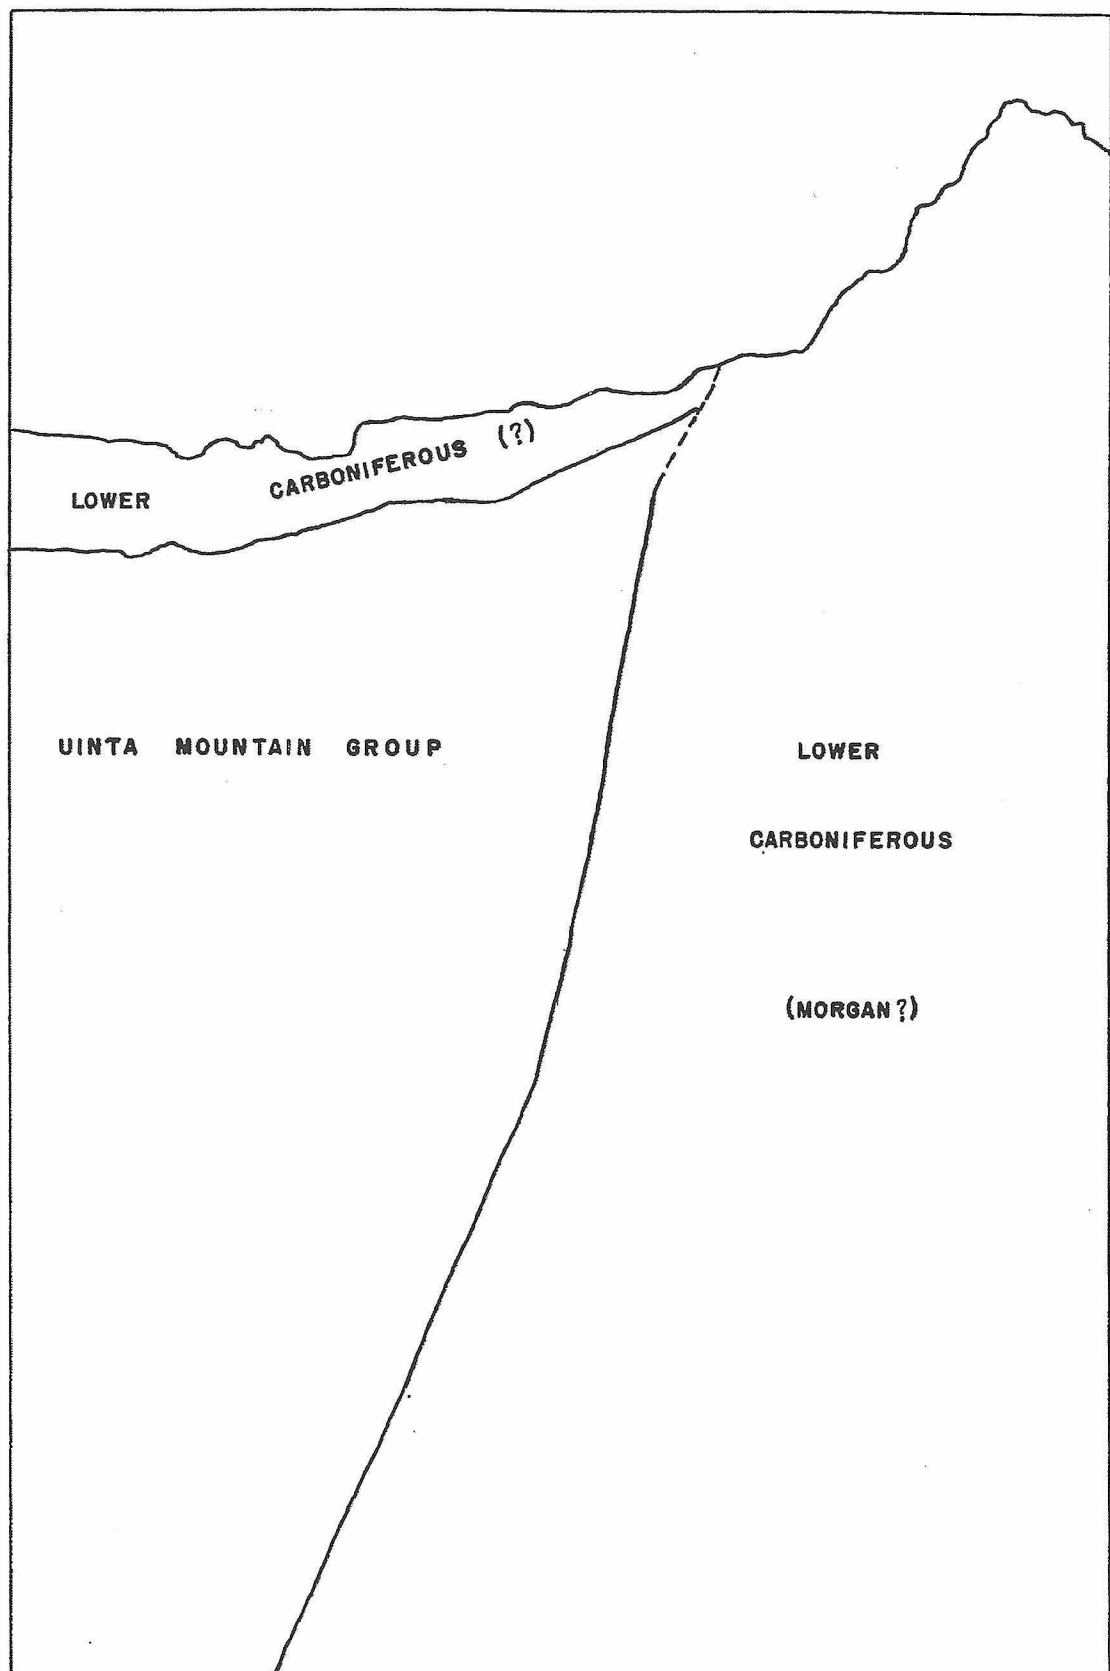 LOWER CARBONIFEROUS (?)
UINTA MOUNTAIN GROUP
LOWER
CARBONIFEROUS
(MORGAN?)